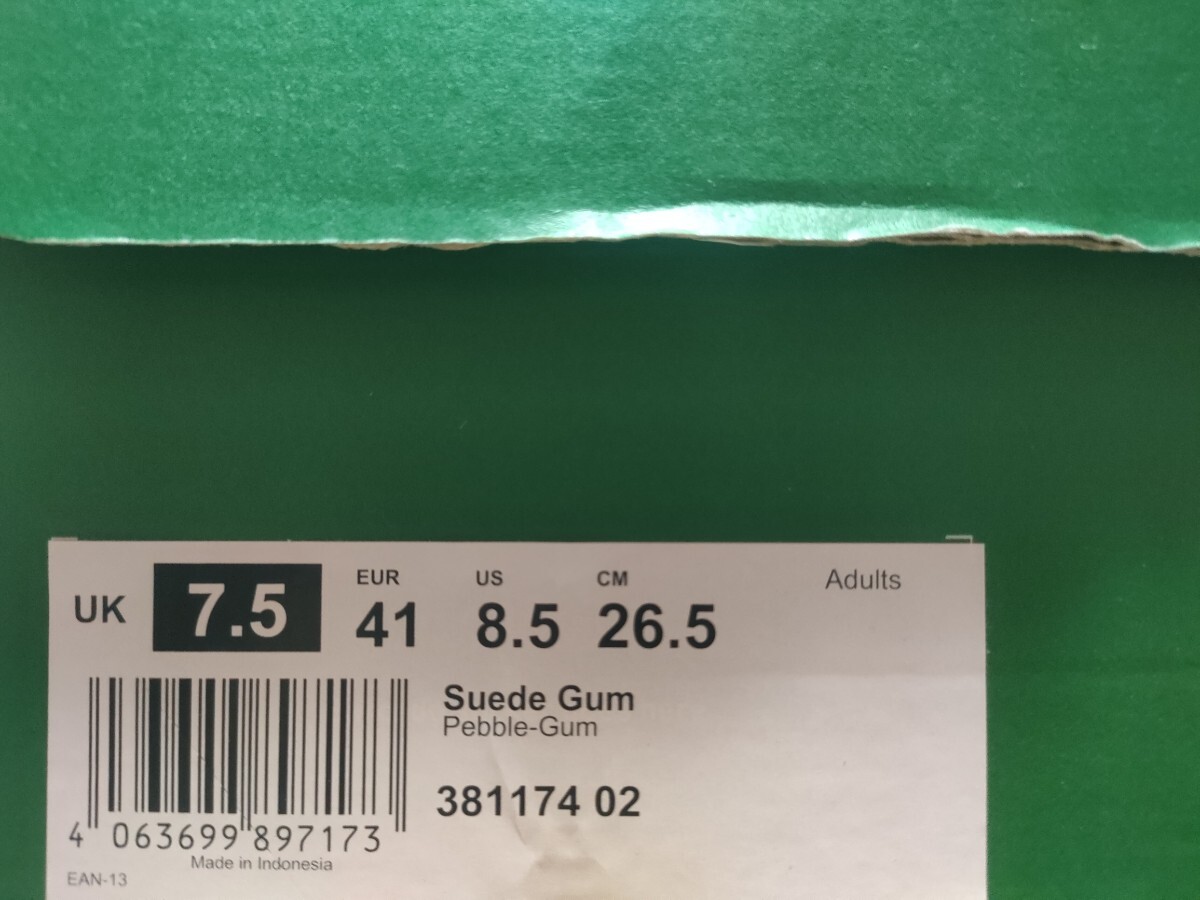 UK 7.5 EUR 41 US 8.5 CM 26.5 Adults
Suede Gum
Pebble-Gum
381174 02
4 063699 897173
Made in Indonesia
EAN-13